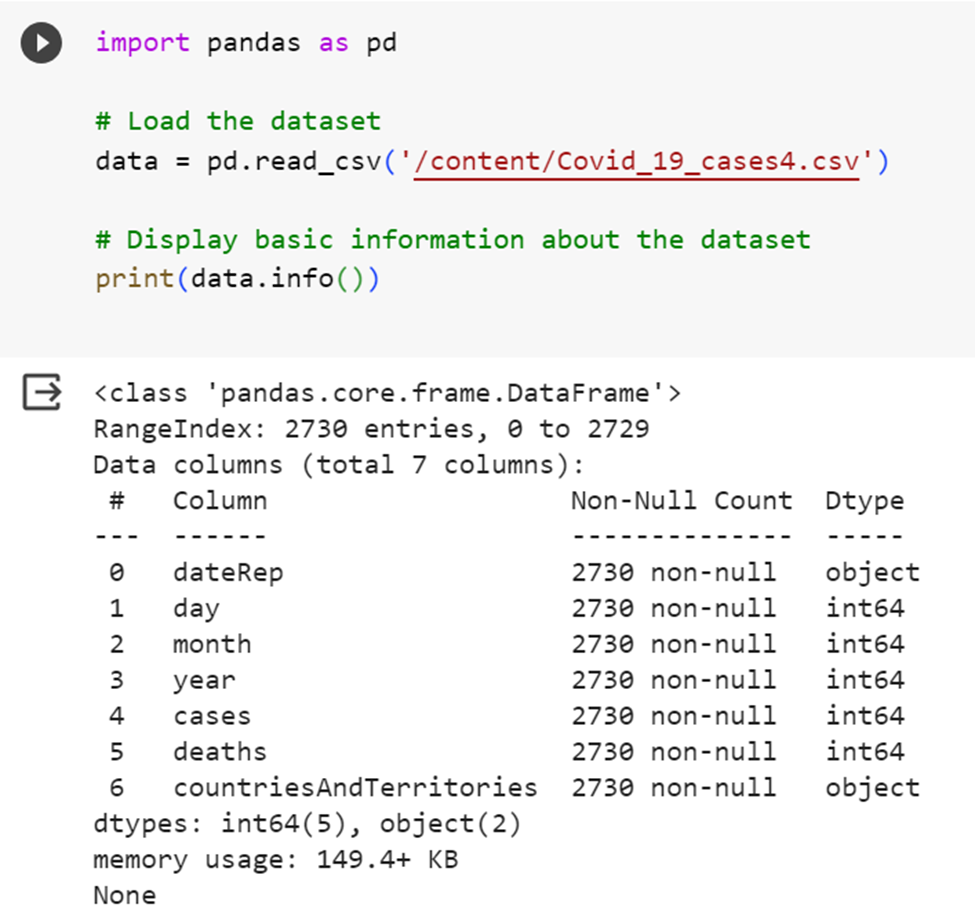 import pandas as pd
# Load the dataset
data = pd.read_csv('/content/Covid_19_cases4.csv')
# Display basic information about the dataset
print(data.info())
<class 'pandas.core.frame.DataFrame'>
RangeIndex: 2730 entries, 0 to 2729
Data columns (total 7 columns):
 #   Column                   Non-Null Count  Dtype
---  ------                   --------------  -----
 0   dateRep                  2730 non-null   object
 1   day                      2730 non-null   int64
 2   month                    2730 non-null   int64
 3   year                     2730 non-null   int64
 4   cases                    2730 non-null   int64
 5   deaths                   2730 non-null   int64
 6   countriesAndTerritories  2730 non-null   object
dtypes: int64(5), object(2)
memory usage: 149.4+ KB
None